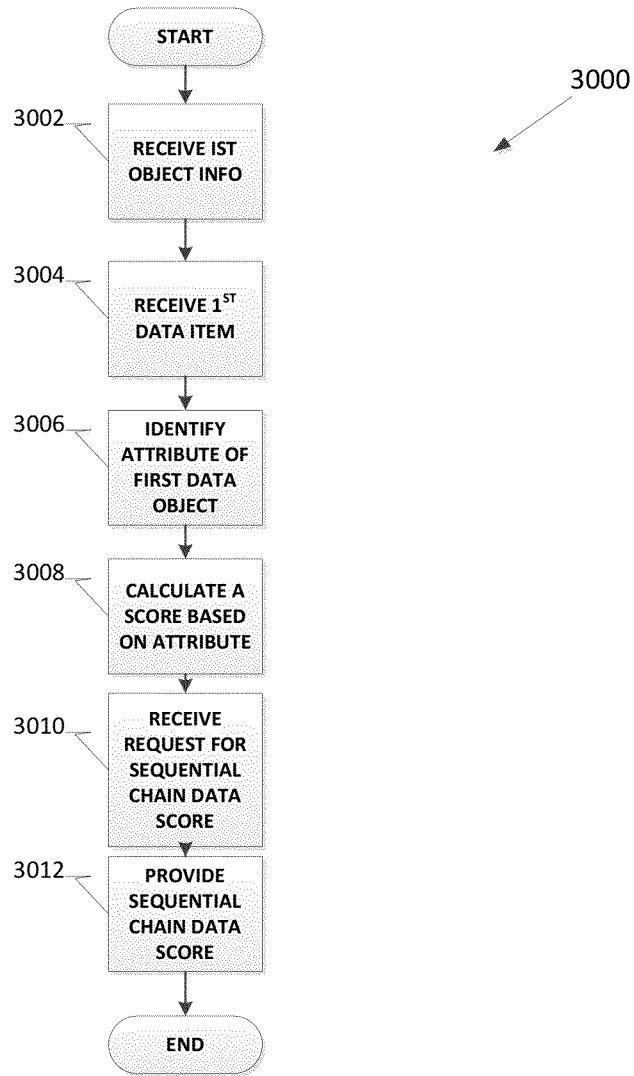 START
3000
3002
RECEIVE IST
OBJECT INFO
3004
RECEIVE 1ST
DATA ITEM
3006
IDENTIFY
ATTRIBUTE OF
FIRST DATA
OBJECT
3008
CALCULATE A
SCORE BASED
ON ATTRIBUTE
3010
RECEIVE
REQUEST FOR
SEQUENTIAL
CHAIN DATA
SCORE
3012
PROVIDE
SEQUENTIAL
CHAIN DATA
SCORE
END